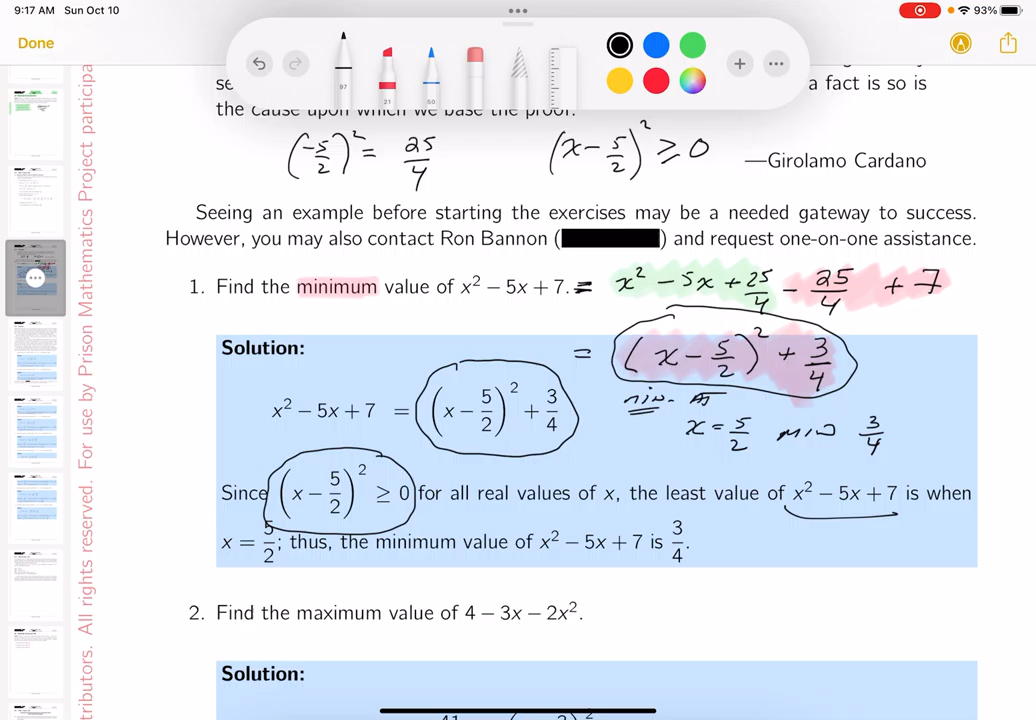 9:17 AM Sun Oct 10
93%
Done
97
21
50
a fact is so is
the cause upon which we base the proof.
(-5/2)² = 25/4
(x - 5/2)² ≥ 0
—Girolamo Cardano
Seeing an example before starting the exercises may be a needed gateway to success.
However, you may also contact Ron Bannon ( ) and request one-on-one assistance.
1. Find the minimum value of x² − 5x + 7. = x² - 5x + 25/4 - 25/4 + 7
Solution:
= (x - 5/2)² + 3/4
x² − 5x + 7 = (x − 5/2)² + 3/4
min. at
x = 5/2 min 3/4
Since (x − 5/2)² ≥ 0 for all real values of x, the least value of x² − 5x + 7 is when
x = 5/2; thus, the minimum value of x² − 5x + 7 is 3/4.
2. Find the maximum value of 4 − 3x − 2x².
Solution:
tributors. All rights reserved. For use by Prison Mathematics Project participa